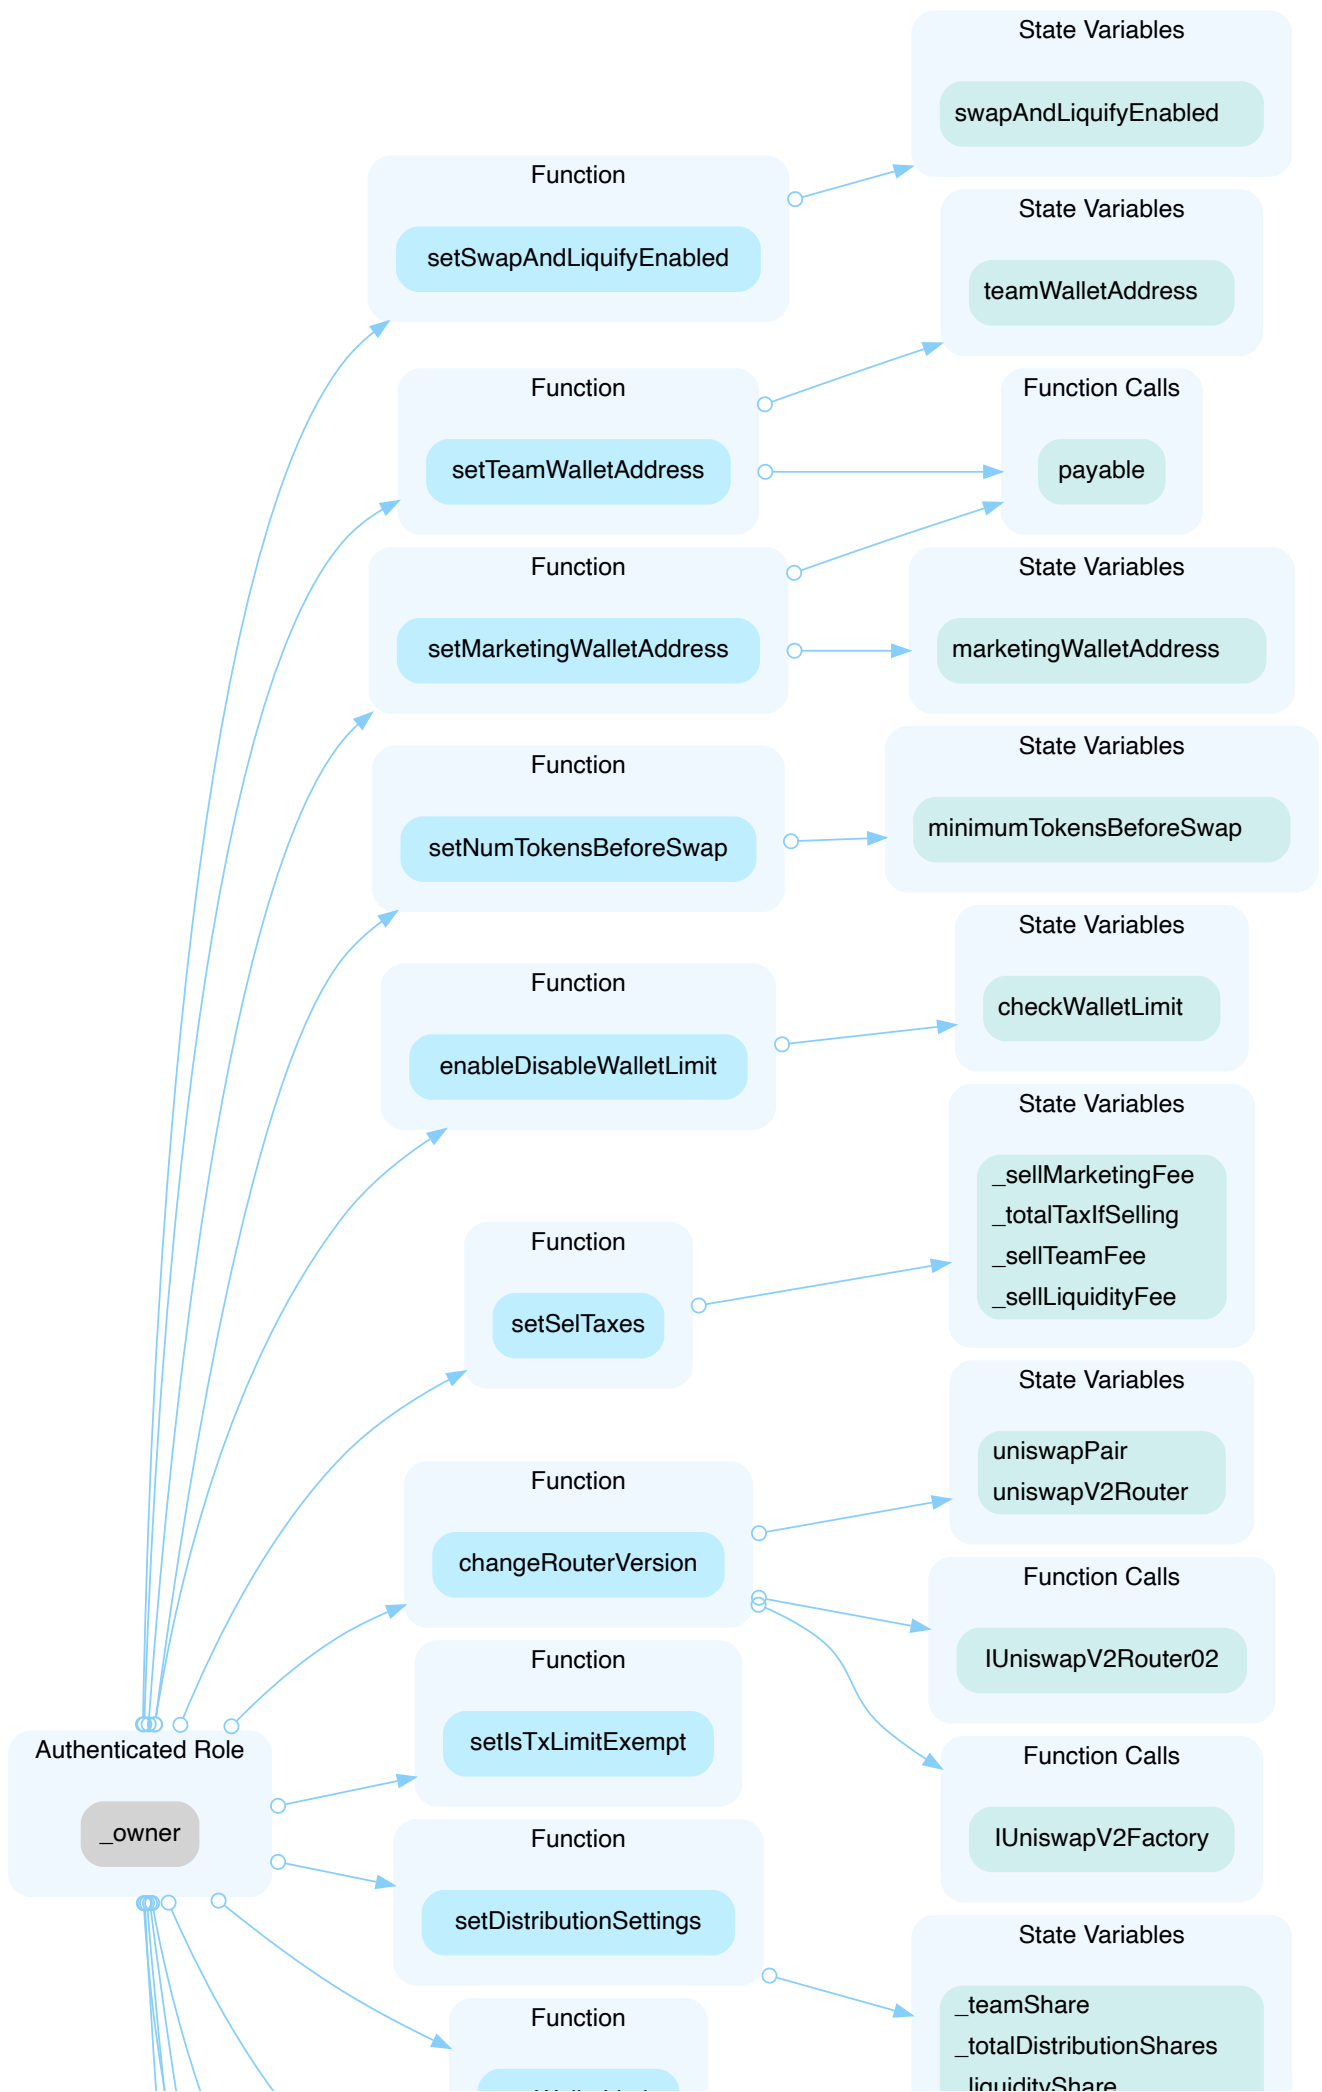 State Variables
swapAndLiquifyEnabled
Function
setSwapAndLiquifyEnabled
State Variables
teamWalletAddress
Function
setTeamWalletAddress
Function Calls
payable
Function
setMarketingWalletAddress
State Variables
marketingWalletAddress
Function
setNumTokensBeforeSwap
State Variables
minimumTokensBeforeSwap
Function
enableDisableWalletLimit
State Variables
checkWalletLimit
Function
setSelTaxes
State Variables
_sellMarketingFee
_totalTaxIfSelling
_sellTeamFee
_sellLiquidityFee
Function
changeRouterVersion
State Variables
uniswapPair
uniswapV2Router
Function Calls
IUniswapV2Router02
Function
setIsTxLimitExempt
Authenticated Role
_owner
Function Calls
IUniswapV2Factory
Function
setDistributionSettings
State Variables
_teamShare
_totalDistributionShares
_liquidityShare
Function